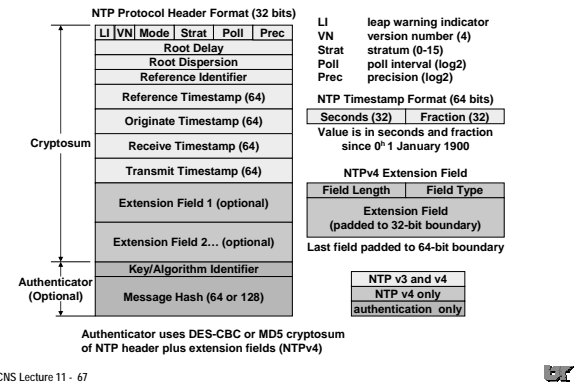 NTP Protocol Header Format (32 bits)
LI VN Mode Strat Poll Prec
Root Delay
Root Dispersion
Reference Identifier
Reference Timestamp (64)
Originate Timestamp (64)
Receive Timestamp (64)
Transmit Timestamp (64)
Extension Field 1 (optional)
Extension Field 2… (optional)
Key/Algorithm Identifier
Message Hash (64 or 128)
Cryptosum
Authenticator
(Optional)
LI leap warning indicator
VN version number (4)
Strat stratum (0-15)
Poll poll interval (log2)
Prec precision (log2)
NTP Timestamp Format (64 bits)
Seconds (32) Fraction (32)
Value is in seconds and fraction
since 0h 1 January 1900
NTPv4 Extension Field
Field Length Field Type
Extension Field
(padded to 32-bit boundary)
Last field padded to 64-bit boundary
NTP v3 and v4
NTP v4 only
authentication only
Authenticator uses DES-CBC or MD5 cryptosum
of NTP header plus extension fields (NTPv4)
CNS Lecture 11 - 67